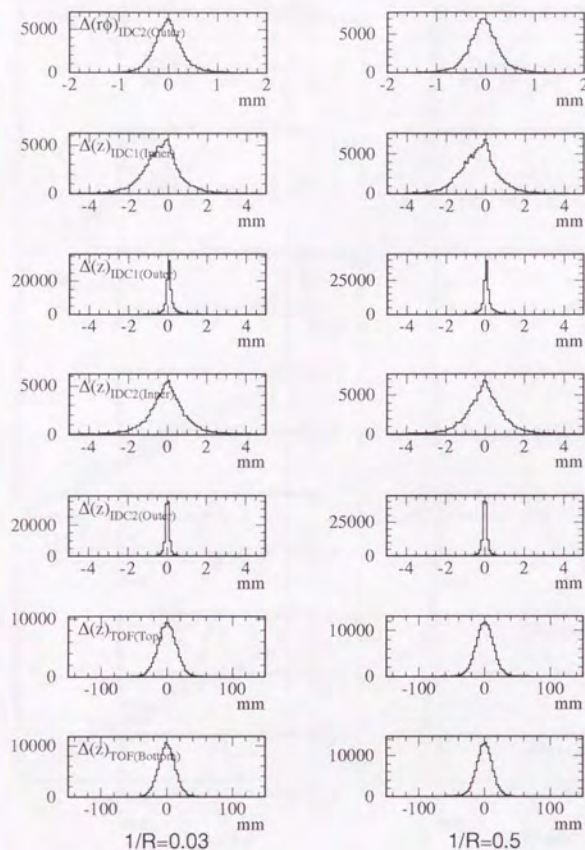 Δ(rϕ)IDC2(Outer)
5000
0
-2 -1 0 1 2
mm
5000
0
-2 -1 0 1 2
mm
Δ(z)IDC1(Inner)
5000
0
-4 -2 0 2 4
mm
5000
0
-4 -2 0 2 4
mm
Δ(z)IDC1(Outer)
20000
0
-4 -2 0 2 4
mm
25000
0
-4 -2 0 2 4
mm
Δ(z)IDC2(Inner)
5000
0
-4 -2 0 2 4
mm
5000
0
-4 -2 0 2 4
mm
Δ(z)IDC2(Outer)
20000
0
-4 -2 0 2 4
mm
25000
0
-4 -2 0 2 4
mm
Δ(z)TOF(Top)
10000
0
-100 0 100
mm
10000
0
-100 0 100
mm
Δ(z)TOF(Bottom)
10000
0
-100 0 100
mm
10000
0
-100 0 100
mm
1/R=0.03
1/R=0.5